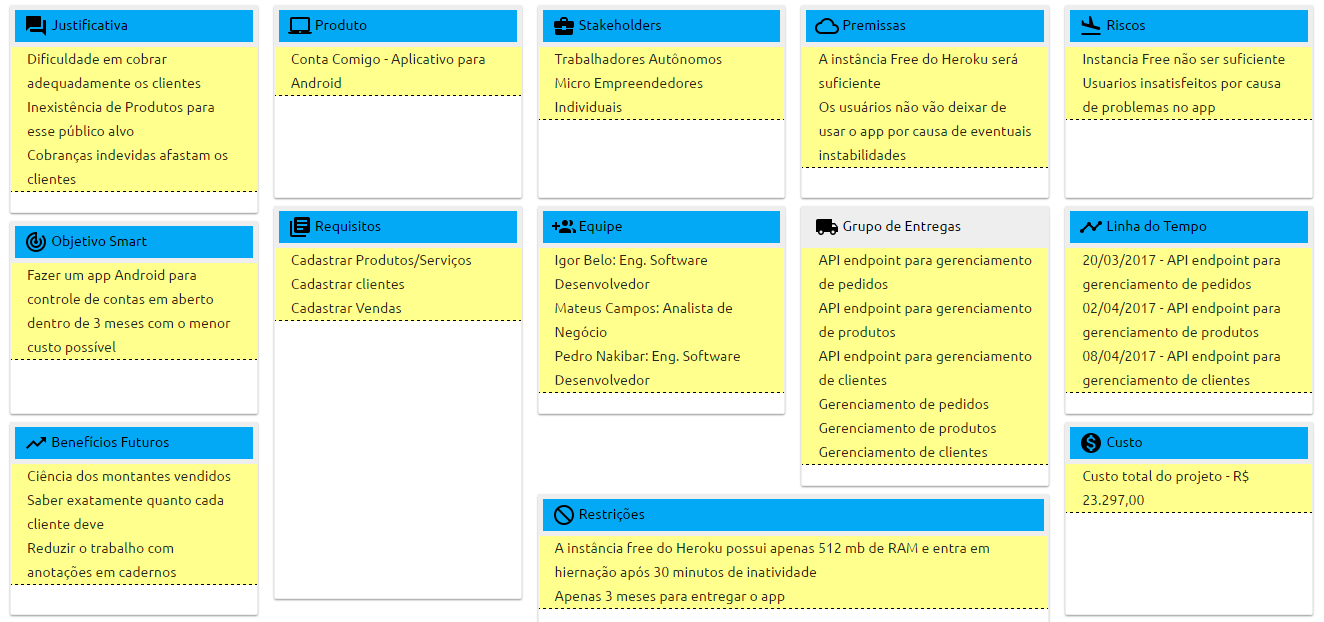 Justificativa
Dificuldade em cobrar
adequadamente os clientes
Inexistência de Produtos para
esse público alvo
Cobranças indevidas afastam os
clientes
Objetivo Smart
Fazer um app Android para
controle de contas em aberto
dentro de 3 meses com o menor
custo possível
Benefícios Futuros
Ciência dos montantes vendidos
Saber exatamente quanto cada
cliente deve
Reduzir o trabalho com
anotações em cadernos
Produto
Conta Comigo - Aplicativo para
Android
Requisitos
Cadastrar Produtos/Serviços
Cadastrar clientes
Cadastrar Vendas
Stakeholders
Trabalhadores Autônomos
Micro Empreendedores
Individuais
Equipe
Igor Belo: Eng. Software
Desenvolvedor
Mateus Campos: Analista de
Negócio
Pedro Nakibar: Eng. Software
Desenvolvedor
Premissas
A instância Free do Heroku será
suficiente
Os usuários não vão deixar de
usar o app por causa de eventuais
instabilidades
Grupo de Entregas
API endpoint para gerenciamento
de pedidos
API endpoint para gerenciamento
de produtos
API endpoint para gerenciamento
de clientes
Gerenciamento de pedidos
Gerenciamento de produtos
Gerenciamento de clientes
Restrições
A instância free do Heroku possui apenas 512 mb de RAM e entra em
hiernação após 30 minutos de inatividade
Apenas 3 meses para entregar o app
Riscos
Instancia Free não ser suficiente
Usuarios insatisfeitos por causa
de problemas no app
Linha do Tempo
20/03/2017 - API endpoint para
gerenciamento de pedidos
02/04/2017 - API endpoint para
gerenciamento de produtos
08/04/2017 - API endpoint para
gerenciamento de clientes
Custo
Custo total do projeto - R$
23.297,00